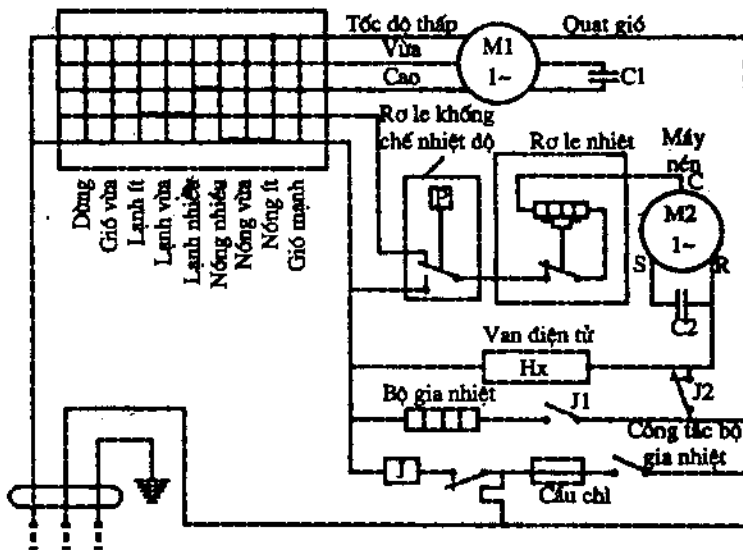 Tốc độ thấp
Vừa
Cao
M1
1~
Quạt gió
C1
Rơ le khống
chế nhiệt độ
P
Rơ le nhiệt
Máy
nén
C
M2
1~
S
R
C2
Dừng
Gió vừa
Lạnh ít
Lạnh vừa
Lạnh nhiều
Nóng nhiều
Nóng vừa
Nóng ít
Gió mạnh
Van điện từ
Hx
Bộ gia nhiệt
J1
J2
Công tắc bộ
gia nhiệt
J
Cầu chì